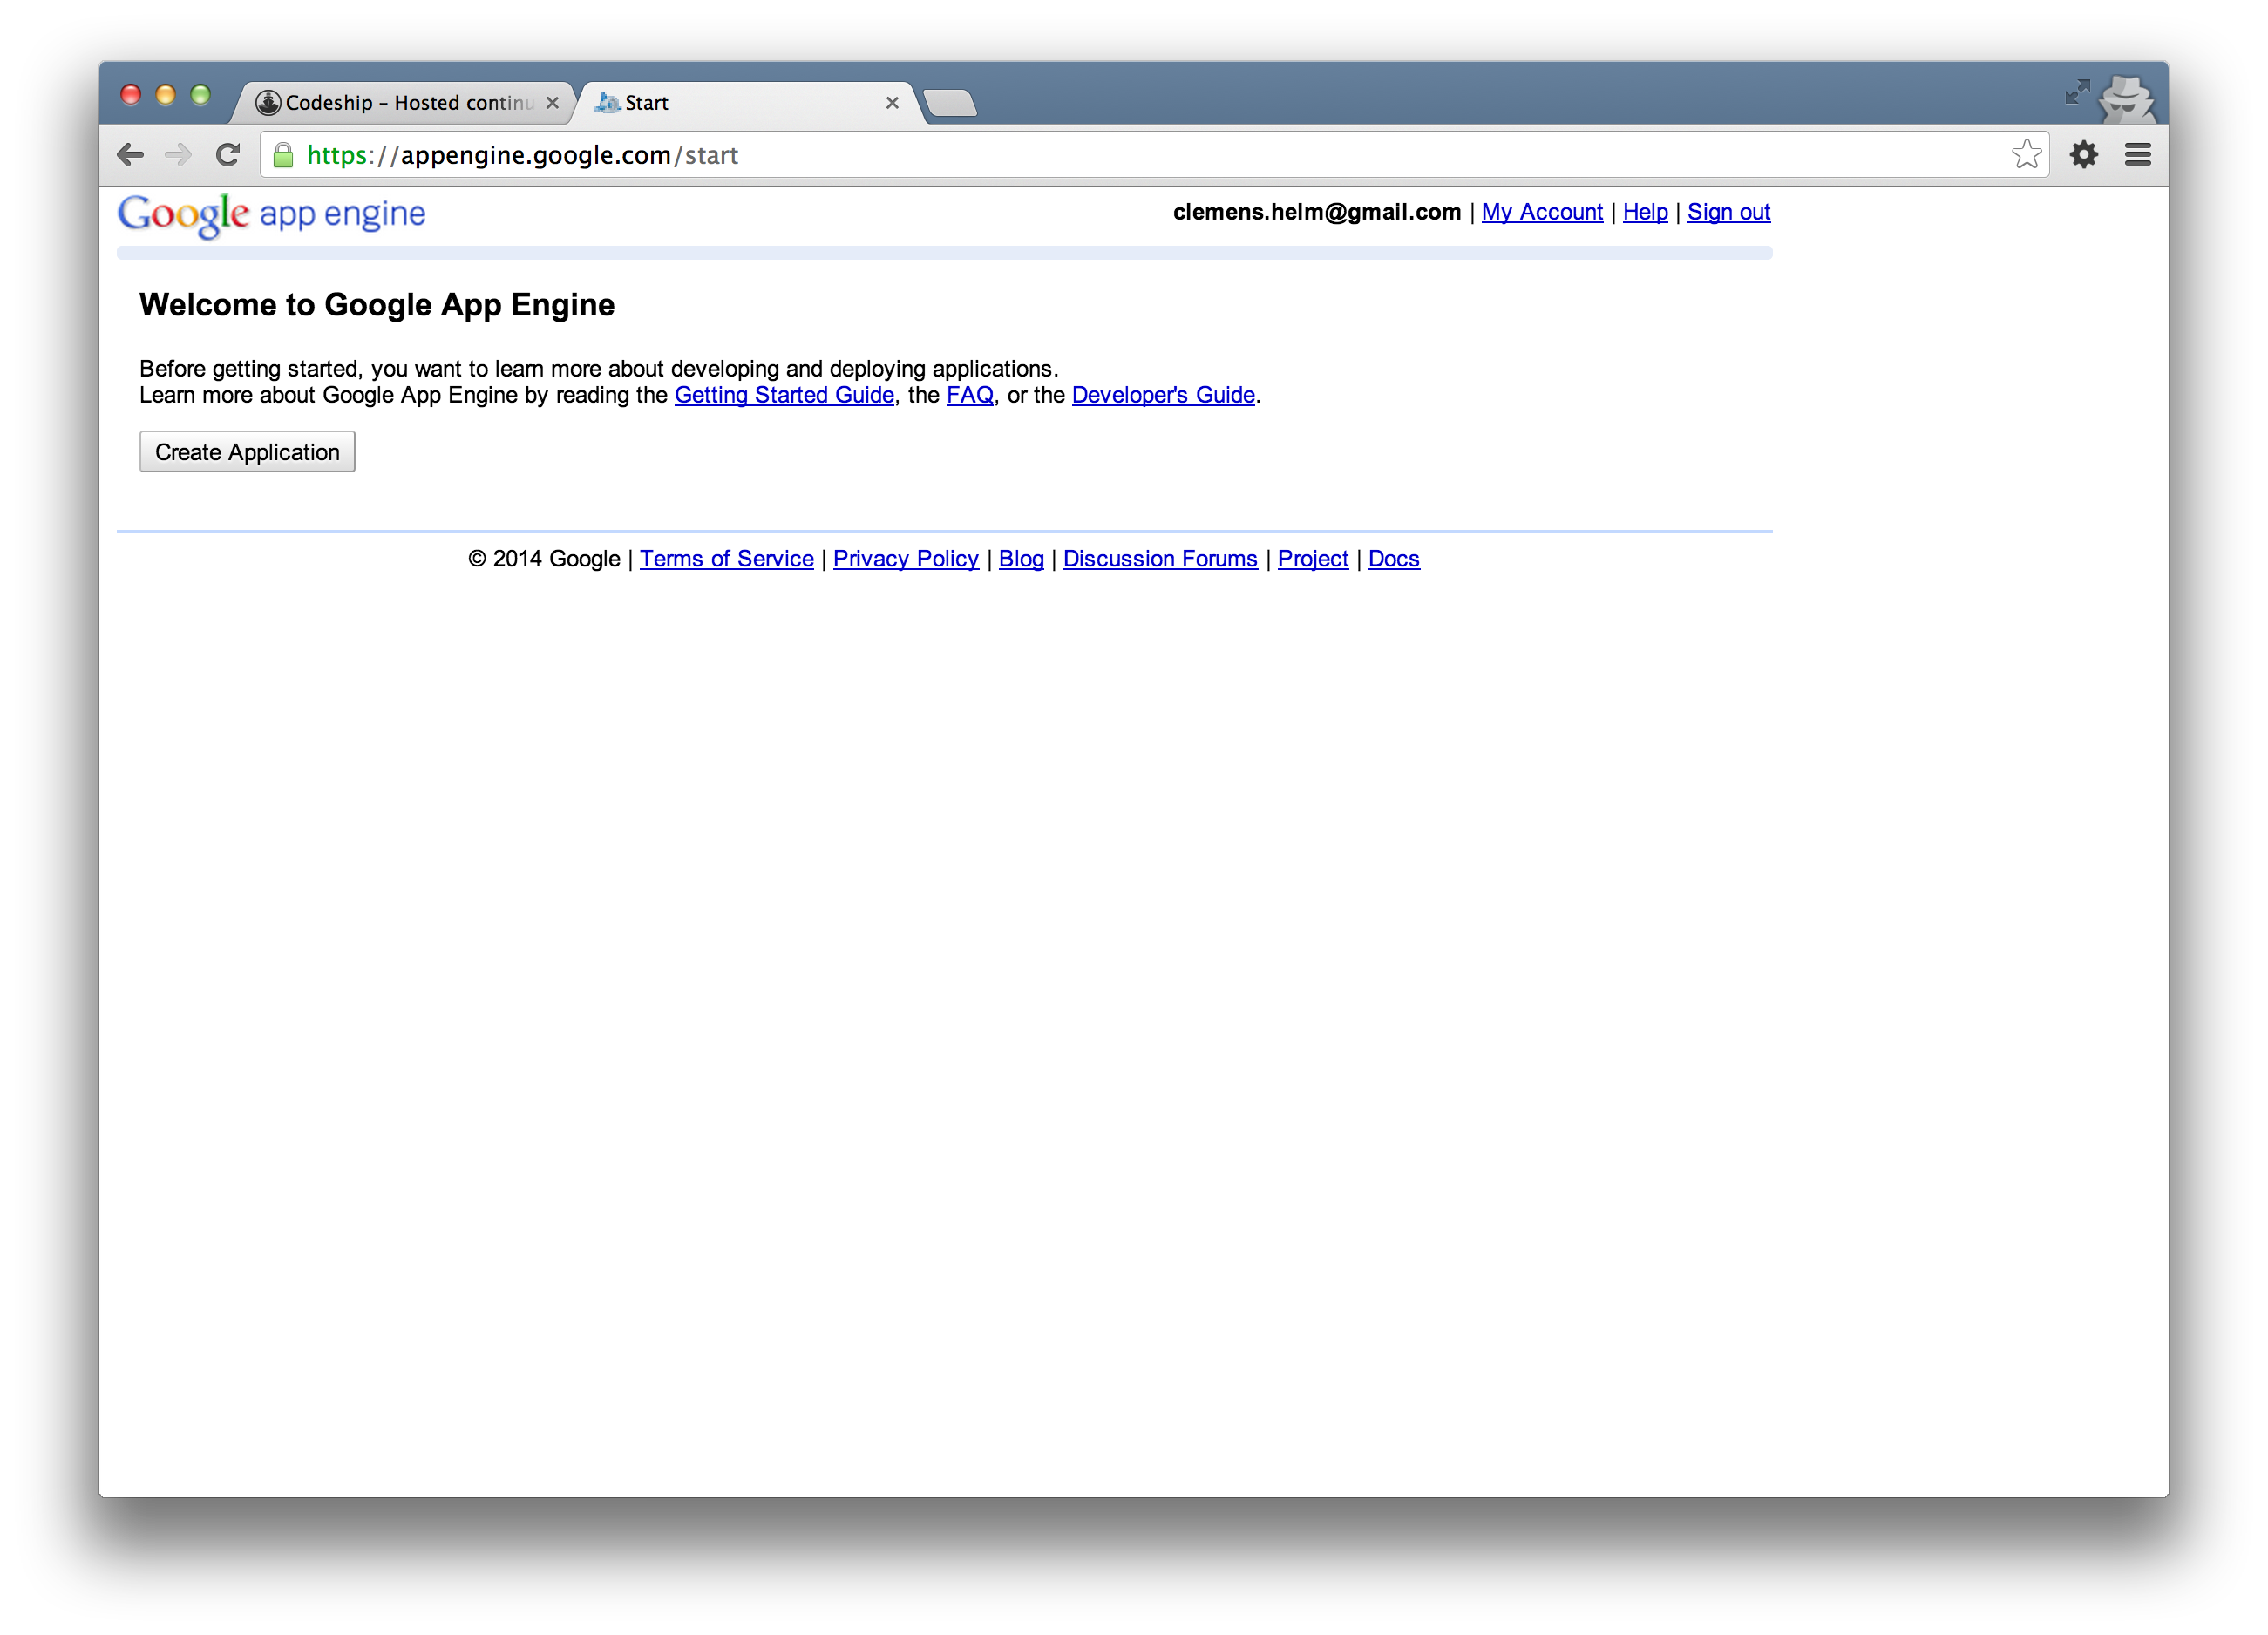 Codeship – Hosted continu
Start
https://appengine.google.com/start
Google app engine
clemens.helm@gmail.com | My Account | Help | Sign out
Welcome to Google App Engine
Before getting started, you want to learn more about developing and deploying applications.
Learn more about Google App Engine by reading the Getting Started Guide, the FAQ, or the Developer's Guide.
Create Application
© 2014 Google | Terms of Service | Privacy Policy | Blog | Discussion Forums | Project | Docs